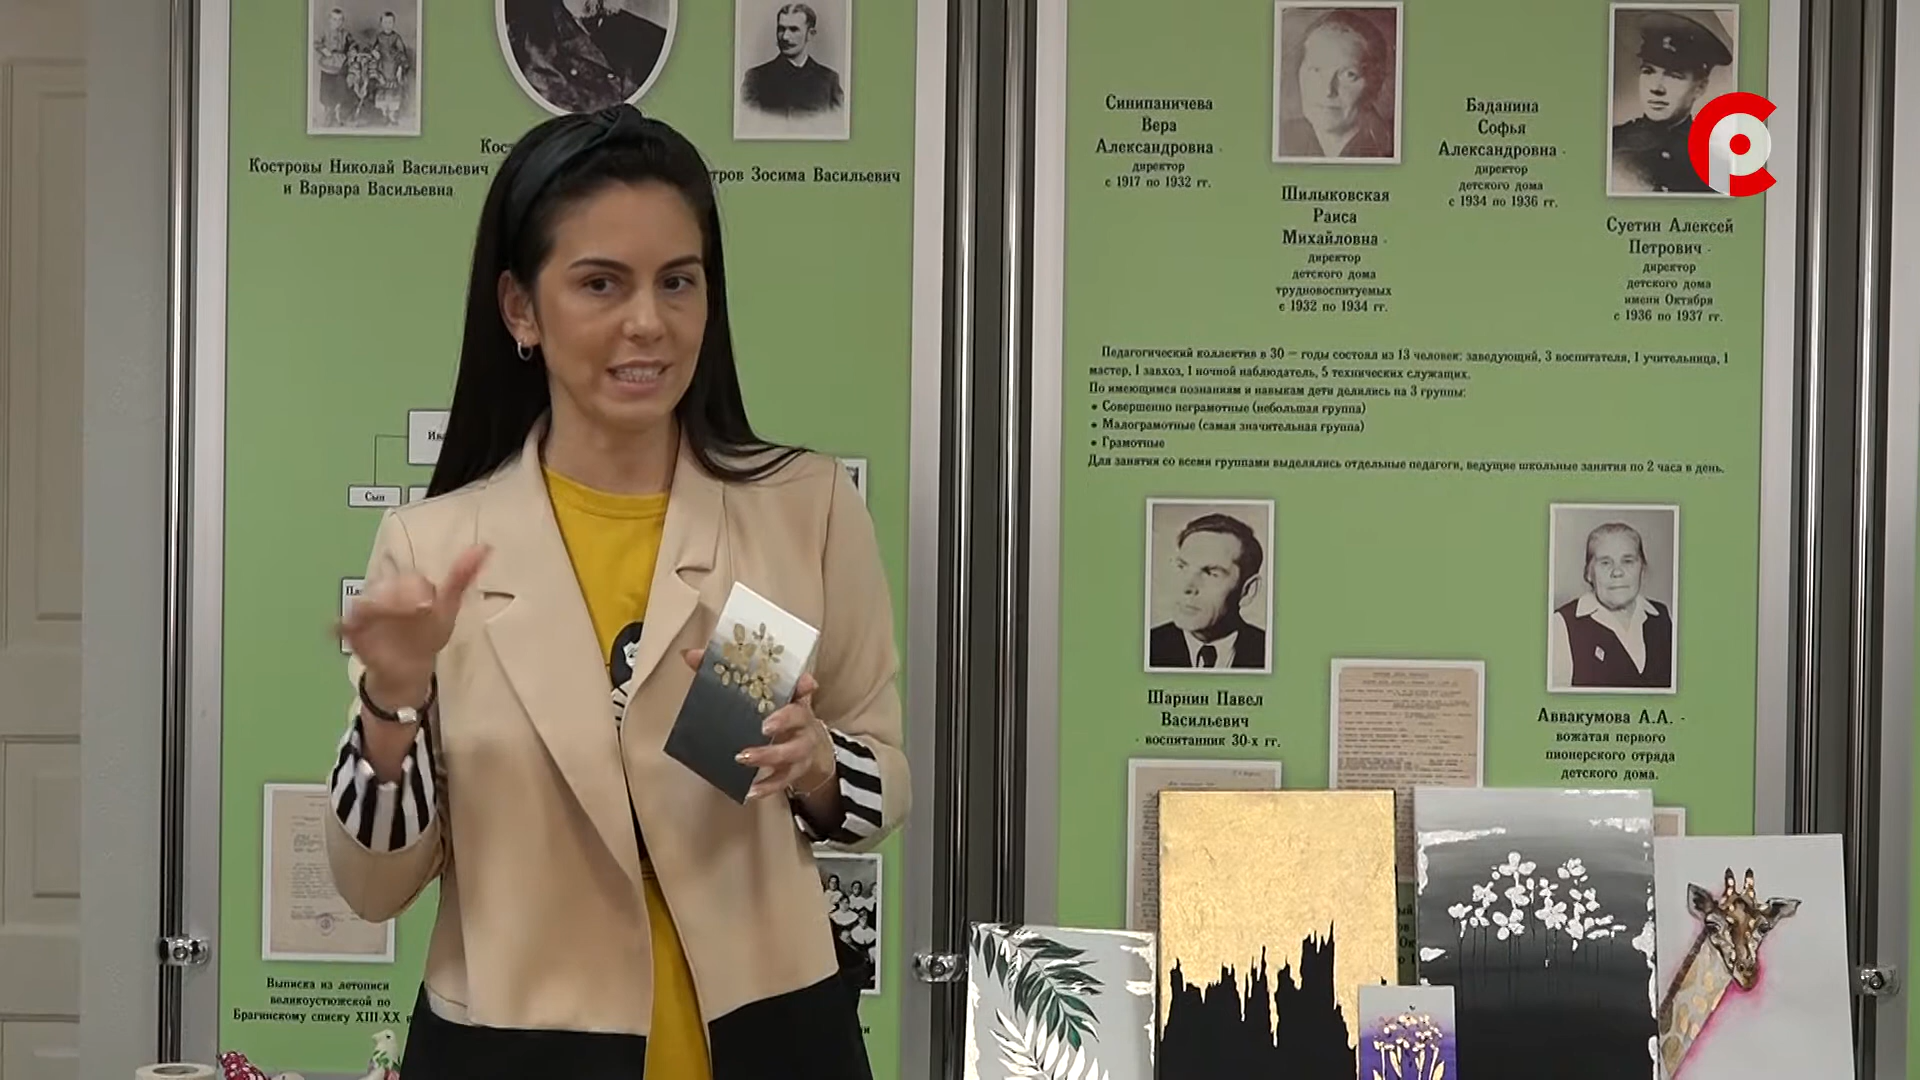 Костровы Николай Васильевич
и Варвара Васильевна
Зосима Васильевич
Сын
Выписка из летописи
великоустюжской по
Брагинскому списку XIII-XX
Синипаничева
Вера
Александровна -
директор
с 1917 по 1932 гг.
Шилыковская
Раиса
Михайловна -
директор
детского дома
трудновоспитуемых
с 1932 по 1934 гг.
Баданина
Софья
Александровна -
директор
детского дома
с 1934 по 1936 гг.
Суетин Алексей
Петрович -
директор
детского дома
имени Октября
с 1936 по 1937 гг.
Педагогический коллектив в 30 – годы состоял из 13 человек: заведующий, 3 воспитателя, 1 учительница, 1
мастер, 1 завхоз, 1 ночной наблюдатель, 5 технических служащих.
По имеющимся познаниям и навыкам дети делились на 3 группы:
• Совершенно неграмотные (небольшая группа)
• Малограмотные (самая значительная группа)
• Грамотные
Для занятия со всеми группами выделялись отдельные педагоги, ведущие школьные занятия по 2 часа в день.
Шарнин Павел
Васильевич
- воспитанник 30-х гг.
Аввакумова А.А. -
вожатая первого
пионерского отряда
детского дома.